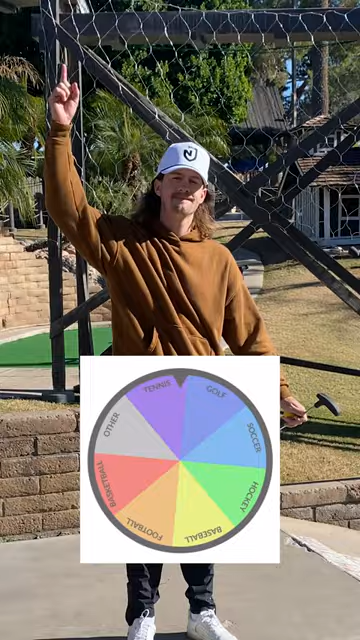 N
TENNIS
GOLF
SOCCER
HOCKEY
BASEBALL
FOOTBALL
BASKETBALL
OTHER